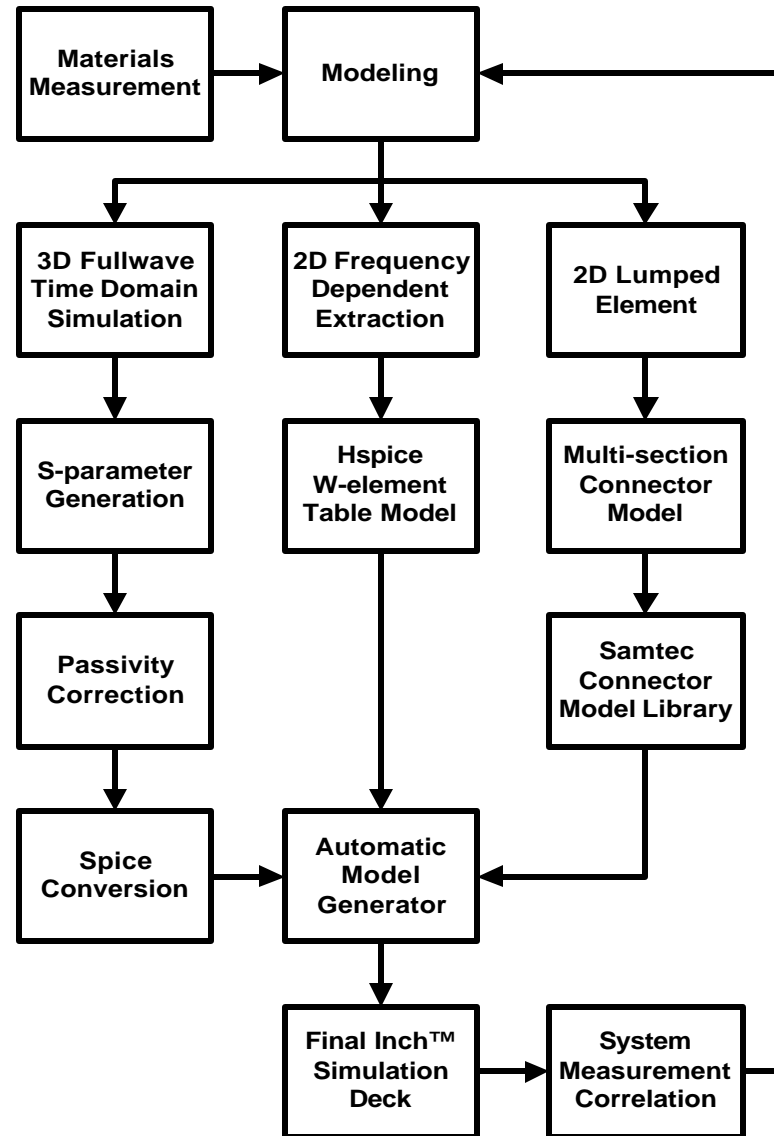 Materials
Measurement
Modeling
3D Fullwave
Time Domain
Simulation
2D Frequency
Dependent
Extraction
2D Lumped
Element
S-parameter
Generation
Hspice
W-element
Table Model
Multi-section
Connector
Model
Passivity
Correction
Samtec
Connector
Model Library
Spice
Conversion
Automatic
Model
Generator
Final Inch™
Simulation
Deck
System
Measurement
Correlation